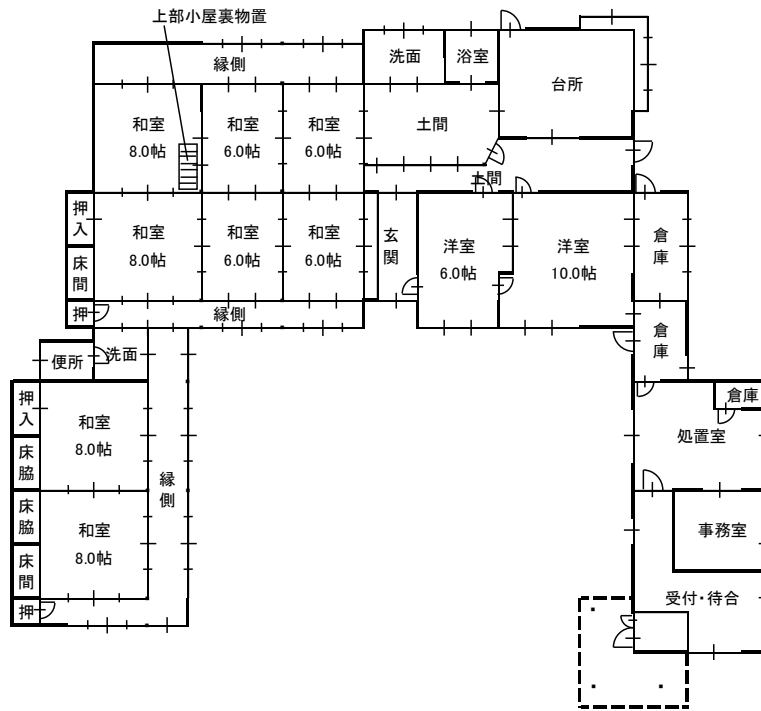 上部小屋裏物置
縁側
洗面
浴室
台所
和室
8.0帖
和室
6.0帖
和室
6.0帖
土間
土間
押入
床間
押
和室
8.0帖
和室
6.0帖
和室
6.0帖
玄関
洋室
6.0帖
洋室
10.0帖
倉庫
倉庫
縁側
便所
洗面
倉庫
処置室
押入
床脇
和室
8.0帖
縁側
床脇
床間
押
和室
8.0帖
事務室
受付・待合